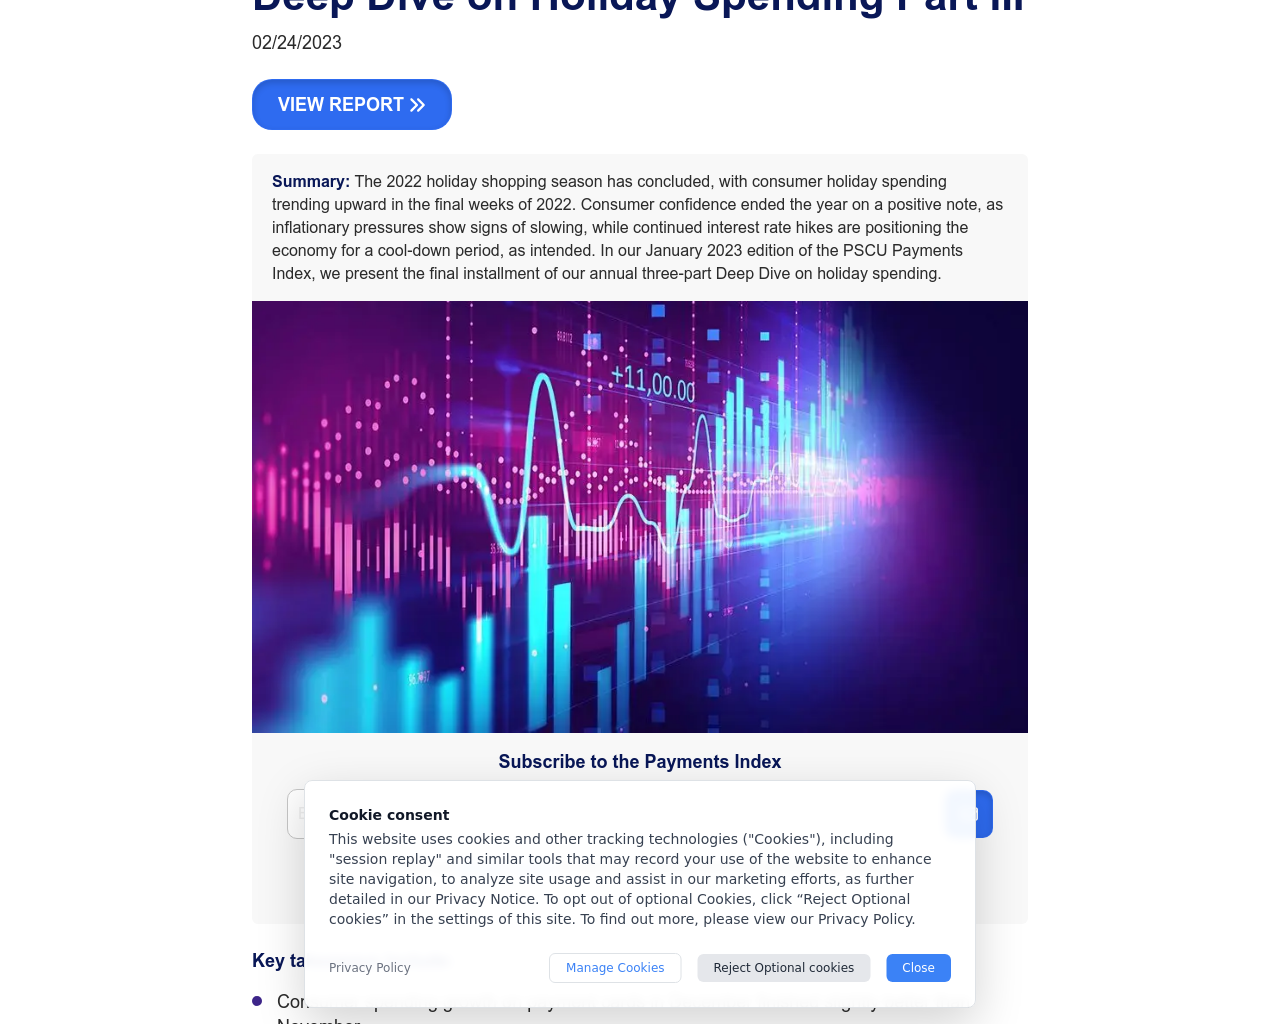 Deep Dive on Holiday Spending Part III
02/24/2023
VIEW REPORT
Summary: The 2022 holiday shopping season has concluded, with consumer holiday spending
trending upward in the final weeks of 2022. Consumer confidence ended the year on a positive note, as
inflationary pressures show signs of slowing, while continued interest rate hikes are positioning the
economy for a cool-down period, as intended. In our January 2023 edition of the PSCU Payments
Index, we present the final installment of our annual three-part Deep Dive on holiday spending.
+11,00.00
Subscribe to the Payments Index
Cookie consent
This website uses cookies and other tracking technologies ("Cookies"), including
"session replay" and similar tools that may record your use of the website to enhance
site navigation, to analyze site usage and assist in our marketing efforts, as further
detailed in our Privacy Notice. To opt out of optional Cookies, click “Reject Optional
cookies” in the settings of this site. To find out more, please view our Privacy Policy.
Key
Privacy Policy
Manage Cookies
Reject Optional cookies
Close
November